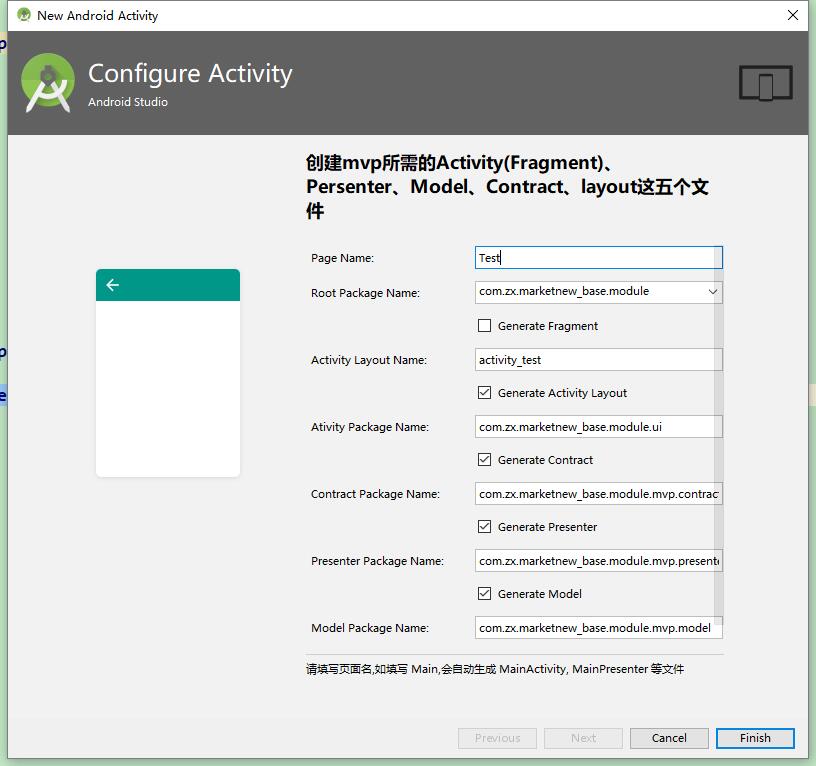 New Android Activity
Configure Activity
Android Studio
创建mvp所需的Activity(Fragment)、
Persenter、Model、Contract、layout这五个文
件
Page Name:
Test
Root Package Name:
com.zx.marketnew_base.module
Generate Fragment
Activity Layout Name:
activity_test
Generate Activity Layout
Ativity Package Name:
com.zx.marketnew_base.module.ui
Generate Contract
Contract Package Name:
com.zx.marketnew_base.module.mvp.contrac
Generate Presenter
Presenter Package Name:
com.zx.marketnew_base.module.mvp.presente
Generate Model
Model Package Name:
com.zx.marketnew_base.module.mvp.model
请填写页面名,如填写 Main,会自动生成 MainActivity, MainPresenter 等文件
Previous
Next
Cancel
Finish